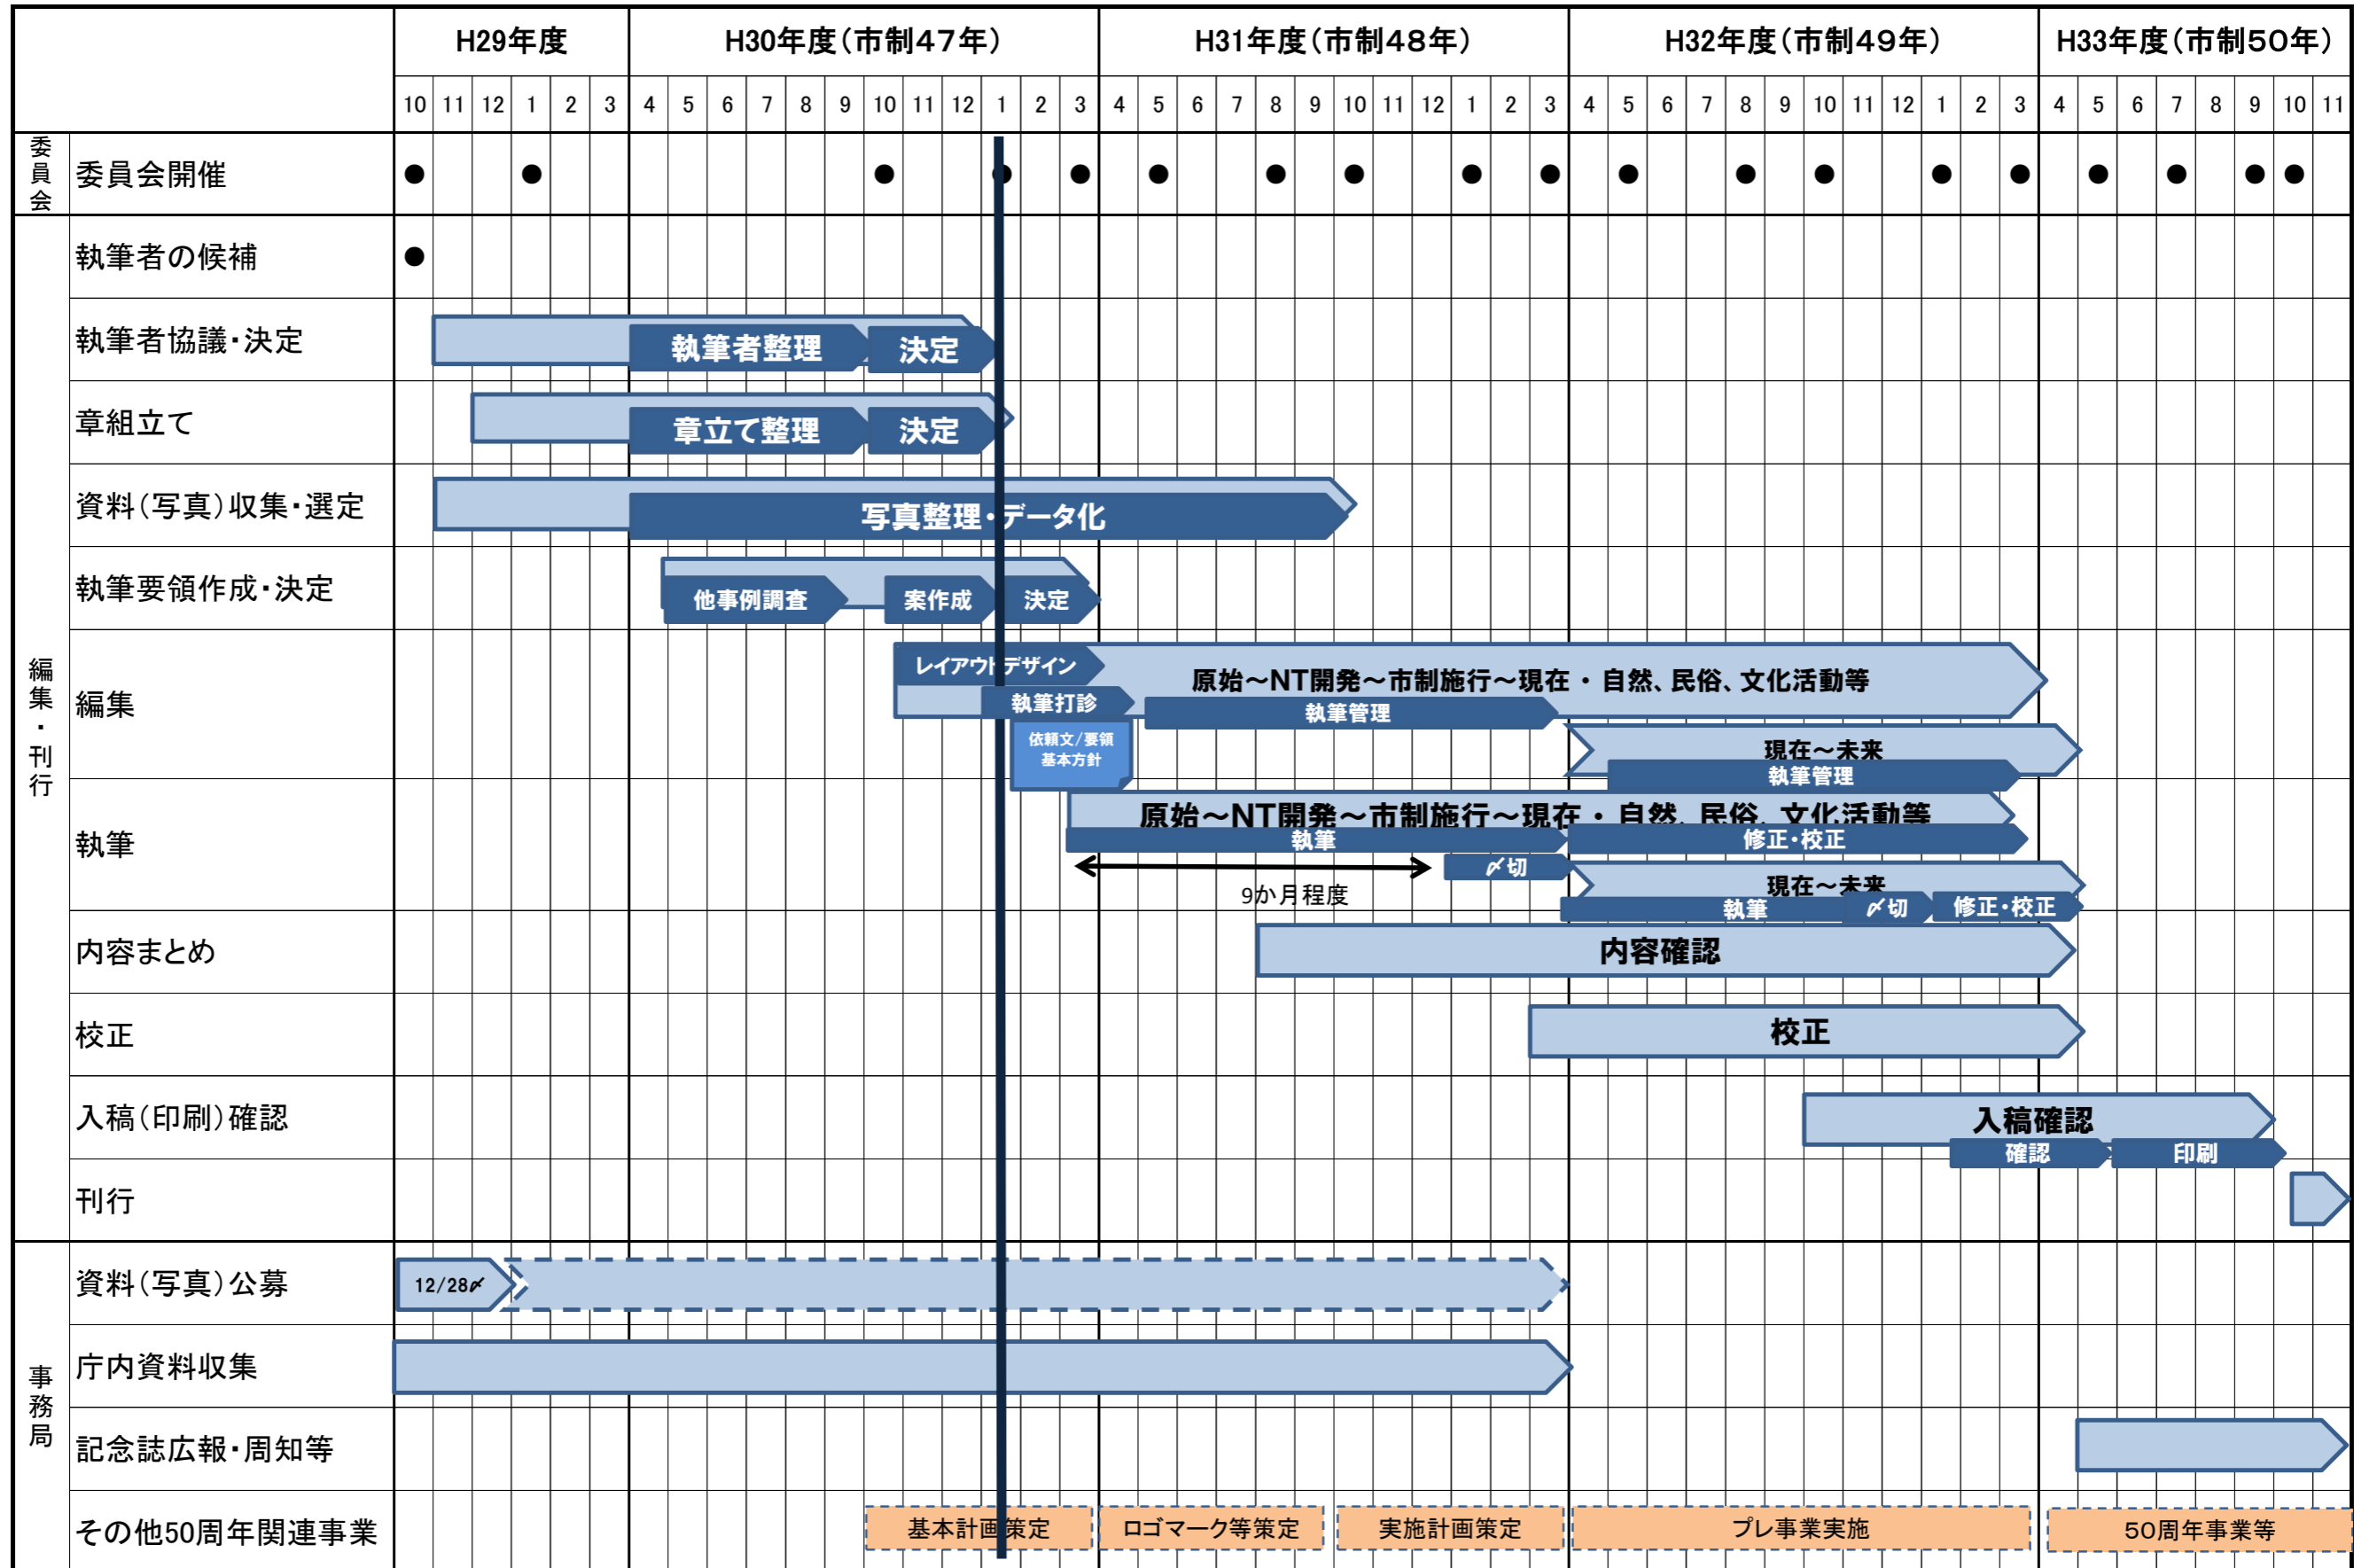 H29年度
H30年度(市制47年)
H31年度(市制48年)
H32年度(市制49年)
H33年度(市制50年)
10 11 12 1 2 3 4 5 6 7 8 9 10 11 12 1 2 3 4 5 6 7 8 9 10 11 12 1 2 3 4 5 6 7 8 9 10 11 12 1 2 3 4 5 6 7 8 9 10 11
委員会
委員会開催 ● ● ● ● ● ● ● ● ● ● ● ● ● ● ● ● ● ● ●
編集・刊行
執筆者の候補 ●
執筆者協議・決定
執筆者整理
決定
章組立て
章立て整理
決定
資料(写真)収集・選定
写真整理・データ化
執筆要領作成・決定
他事例調査
案作成
決定
編集
レイアウトデザイン
原始～NT開発～市制施行～現在・自然、民俗、文化活動等
執筆打診
執筆管理
依頼文/要領
基本方針
現在～未来
執筆管理
執筆
原始～NT開発～市制施行～現在・自然、民俗、文化活動等
執筆
修正・校正
〆切
9か月程度
現在～未来
執筆
〆切
修正・校正
内容まとめ
内容確認
校正
校正
入稿(印刷)確認
入稿確認
確認
印刷
刊行
事務局
資料(写真)公募
12/28〆
庁内資料収集
記念誌広報・周知等
その他50周年関連事業
基本計画策定
ロゴマーク等策定
実施計画策定
プレ事業実施
50周年事業等